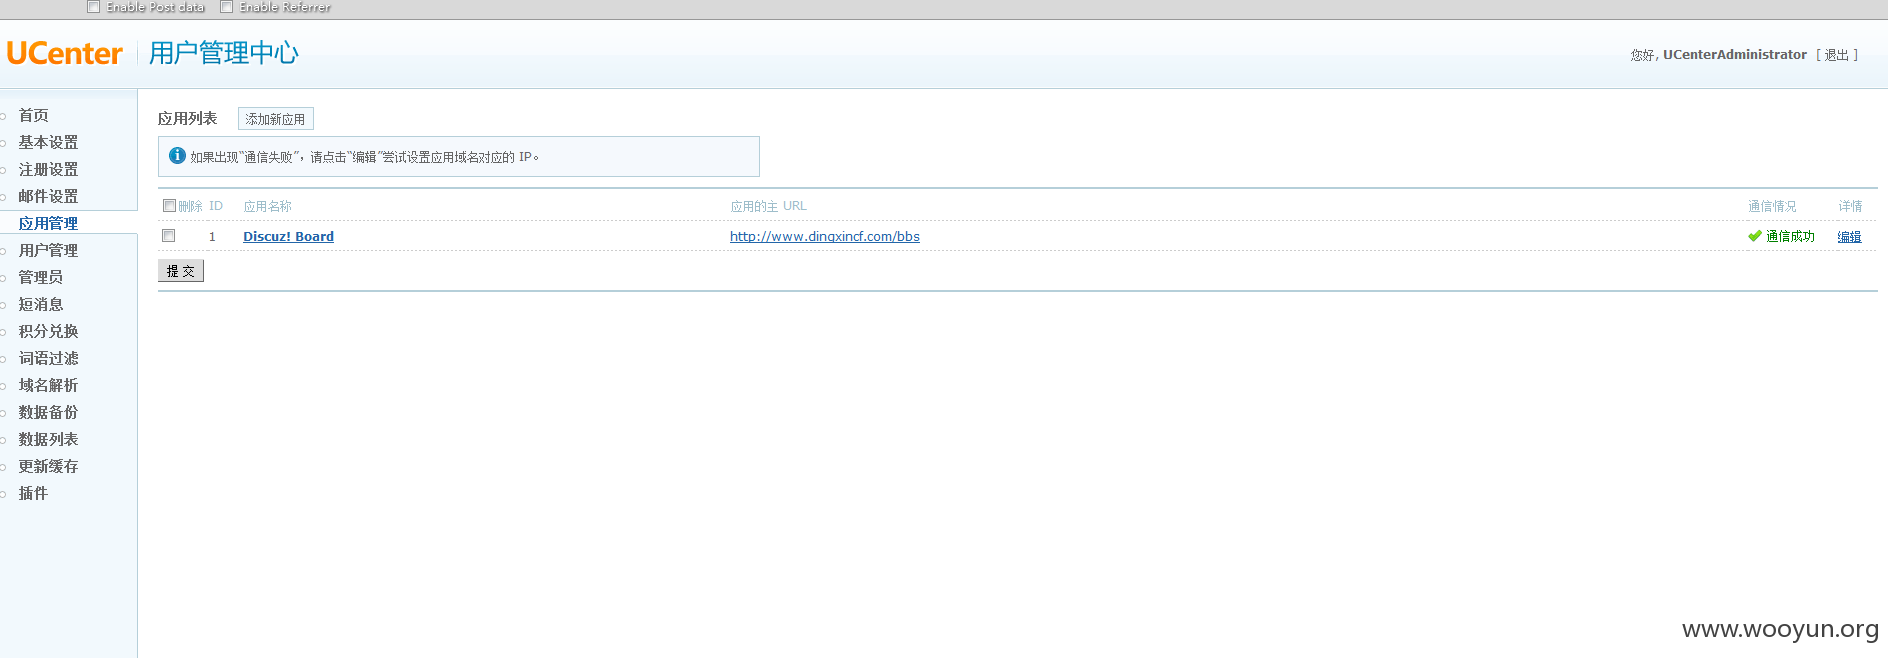 Enable Post data Enable Referrer
UCenter 用户管理中心
您好, UCenterAdministrator [ 退出 ]
首页
基本设置
注册设置
邮件设置
应用管理
用户管理
管理员
短消息
积分兑换
词语过滤
域名解析
数据备份
数据列表
更新缓存
插件
应用列表 添加新应用
如果出现“通信失败”，请点击“编辑”尝试设置应用域名对应的 IP。
删除 ID 应用名称 应用的主 URL 通信情况 详情
1 Discuz! Board http://www.dingxincf.com/bbs 通信成功 编辑
提 交
www.wooyun.org